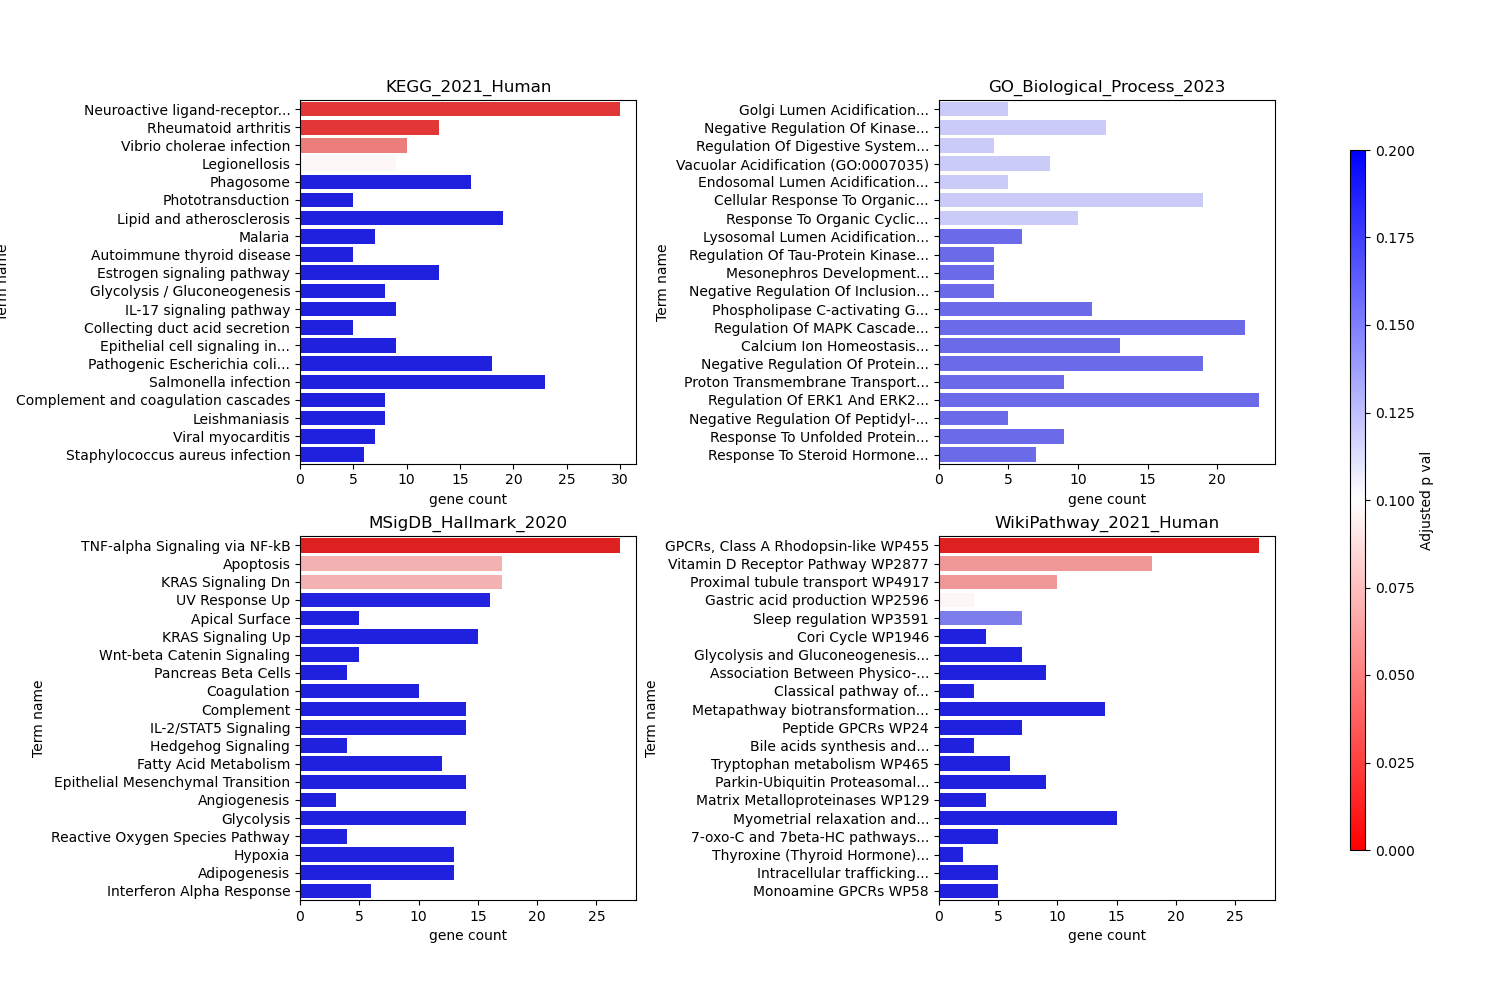 KEGG_2021_Human
Neuroactive ligand-receptor...
Rheumatoid arthritis
Vibrio cholerae infection
Legionellosis
Phagosome
Phototransduction
Lipid and atherosclerosis
Malaria
Autoimmune thyroid disease
Estrogen signaling pathway
Glycolysis / Gluconeogenesis
IL-17 signaling pathway
Collecting duct acid secretion
Epithelial cell signaling in...
Pathogenic Escherichia coli...
Salmonella infection
Complement and coagulation cascades
Leishmaniasis
Viral myocarditis
Staphylococcus aureus infection
0 5 10 15 20 25 30
gene count
GO_Biological_Process_2023
Term name
Golgi Lumen Acidification...
Negative Regulation Of Kinase...
Regulation Of Digestive System...
Vacuolar Acidification (GO:0007035)
Endosomal Lumen Acidification...
Cellular Response To Organic...
Response To Organic Cyclic...
Lysosomal Lumen Acidification...
Regulation Of Tau-Protein Kinase...
Mesonephros Development...
Negative Regulation Of Inclusion...
Phospholipase C-activating G...
Regulation Of MAPK Cascade...
Calcium Ion Homeostasis...
Negative Regulation Of Protein...
Proton Transmembrane Transport...
Regulation Of ERK1 And ERK2...
Negative Regulation Of Peptidyl-...
Response To Unfolded Protein...
Response To Steroid Hormone...
0 5 10 15 20
gene count
MSigDB_Hallmark_2020
Term name
TNF-alpha Signaling via NF-kB
Apoptosis
KRAS Signaling Dn
UV Response Up
Apical Surface
KRAS Signaling Up
Wnt-beta Catenin Signaling
Pancreas Beta Cells
Coagulation
Complement
IL-2/STAT5 Signaling
Hedgehog Signaling
Fatty Acid Metabolism
Epithelial Mesenchymal Transition
Angiogenesis
Glycolysis
Reactive Oxygen Species Pathway
Hypoxia
Adipogenesis
Interferon Alpha Response
0 5 10 15 20 25
gene count
WikiPathway_2021_Human
Term name
GPCRs, Class A Rhodopsin-like WP455
Vitamin D Receptor Pathway WP2877
Proximal tubule transport WP4917
Gastric acid production WP2596
Sleep regulation WP3591
Cori Cycle WP1946
Glycolysis and Gluconeogenesis...
Association Between Physico-...
Classical pathway of...
Metapathway biotransformation...
Peptide GPCRs WP24
Bile acids synthesis and...
Tryptophan metabolism WP465
Parkin-Ubiquitin Proteasomal...
Matrix Metalloproteinases WP129
Myometrial relaxation and...
7-oxo-C and 7beta-HC pathways...
Thyroxine (Thyroid Hormone)...
Intracellular trafficking...
Monoamine GPCRs WP58
0 5 10 15 20 25
gene count
0.200
0.175
0.150
0.125
0.100
0.075
0.050
0.025
0.000
Adjusted p val